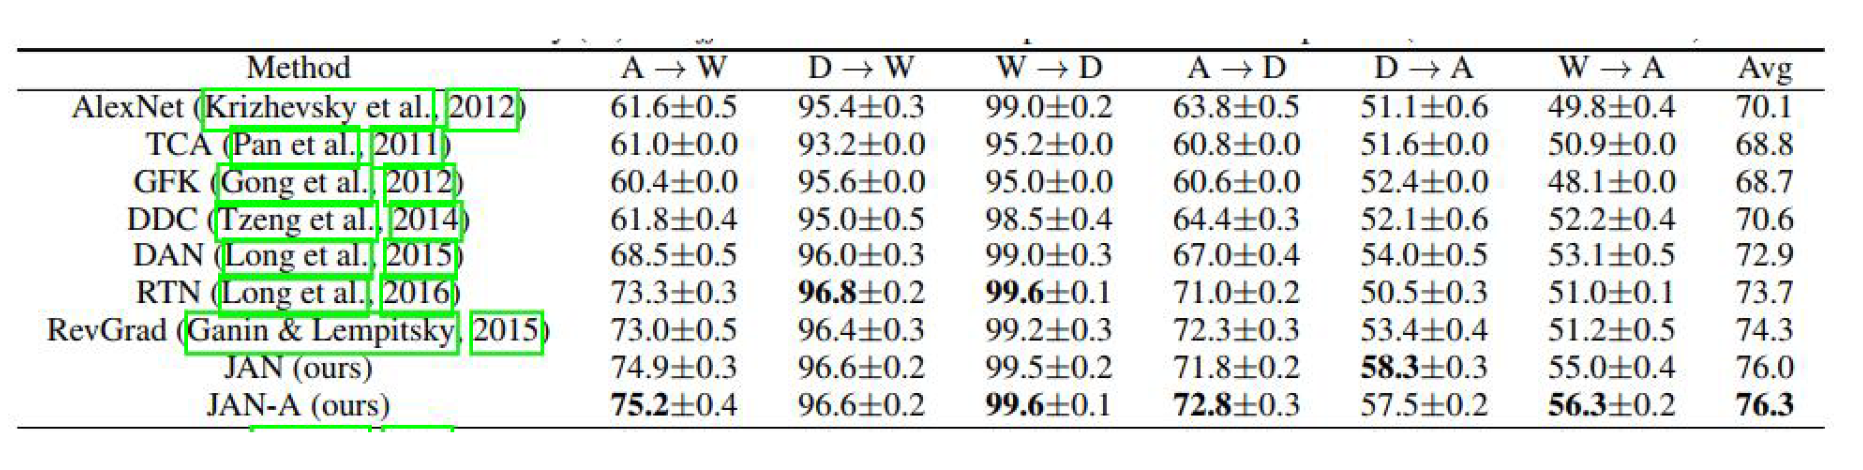 Method A → W D → W W → D A → D D → A W → A Avg
AlexNet (Krizhevsky et al., 2012) 61.6±0.5 95.4±0.3 99.0±0.2 63.8±0.5 51.1±0.6 49.8±0.4 70.1
TCA (Pan et al., 2011) 61.0±0.0 93.2±0.0 95.2±0.0 60.8±0.0 51.6±0.0 50.9±0.0 68.8
GFK (Gong et al., 2012) 60.4±0.0 95.6±0.0 95.0±0.0 60.6±0.0 52.4±0.0 48.1±0.0 68.7
DDC (Tzeng et al., 2014) 61.8±0.4 95.0±0.5 98.5±0.4 64.4±0.3 52.1±0.6 52.2±0.4 70.6
DAN (Long et al., 2015) 68.5±0.5 96.0±0.3 99.0±0.3 67.0±0.4 54.0±0.5 53.1±0.5 72.9
RTN (Long et al., 2016) 73.3±0.3 96.8±0.2 99.6±0.1 71.0±0.2 50.5±0.3 51.0±0.1 73.7
RevGrad (Ganin & Lempitsky, 2015) 73.0±0.5 96.4±0.3 99.2±0.3 72.3±0.3 53.4±0.4 51.2±0.5 74.3
JAN (ours) 74.9±0.3 96.6±0.2 99.5±0.2 71.8±0.2 58.3±0.3 55.0±0.4 76.0
JAN-A (ours) 75.2±0.4 96.6±0.2 99.6±0.1 72.8±0.3 57.5±0.2 56.3±0.2 76.3